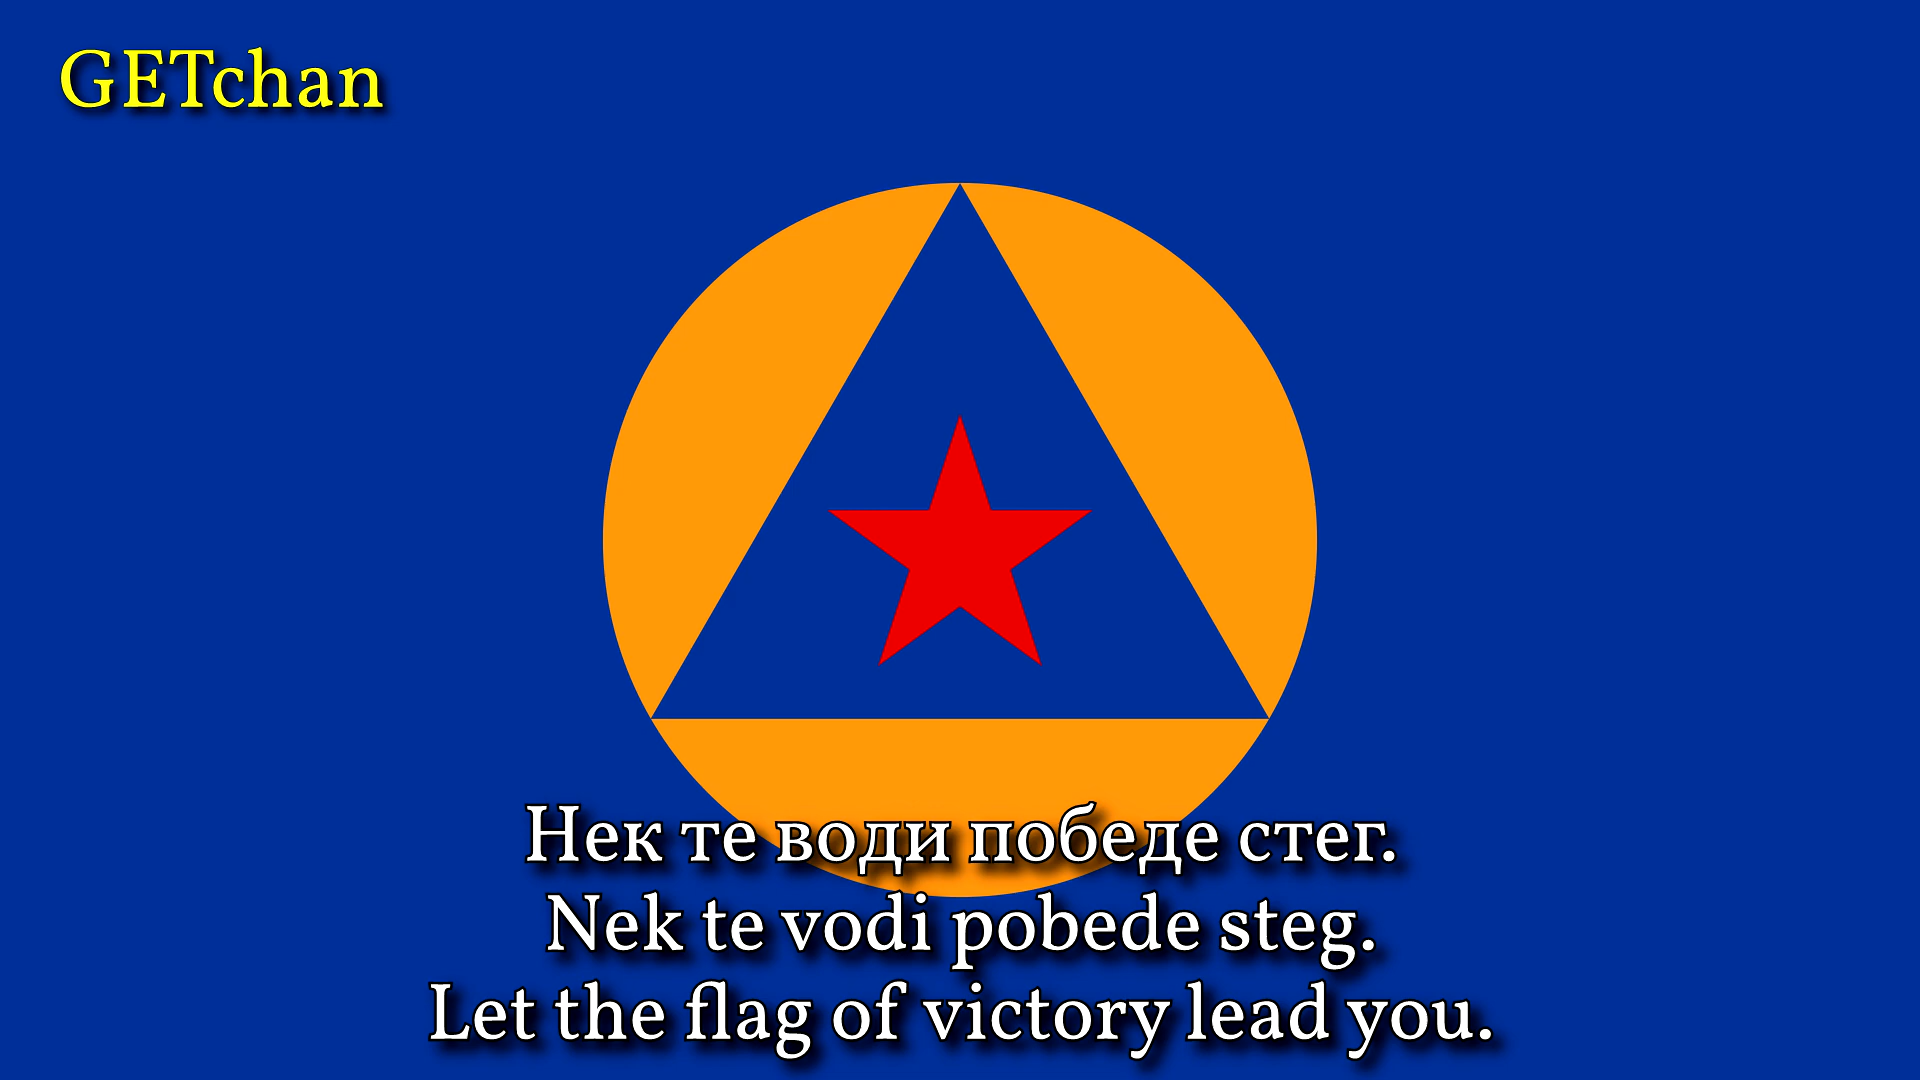 GETchan
Нек те води победе стег.
Nek te vodi pobede steg.
Let the flag of victory lead you.